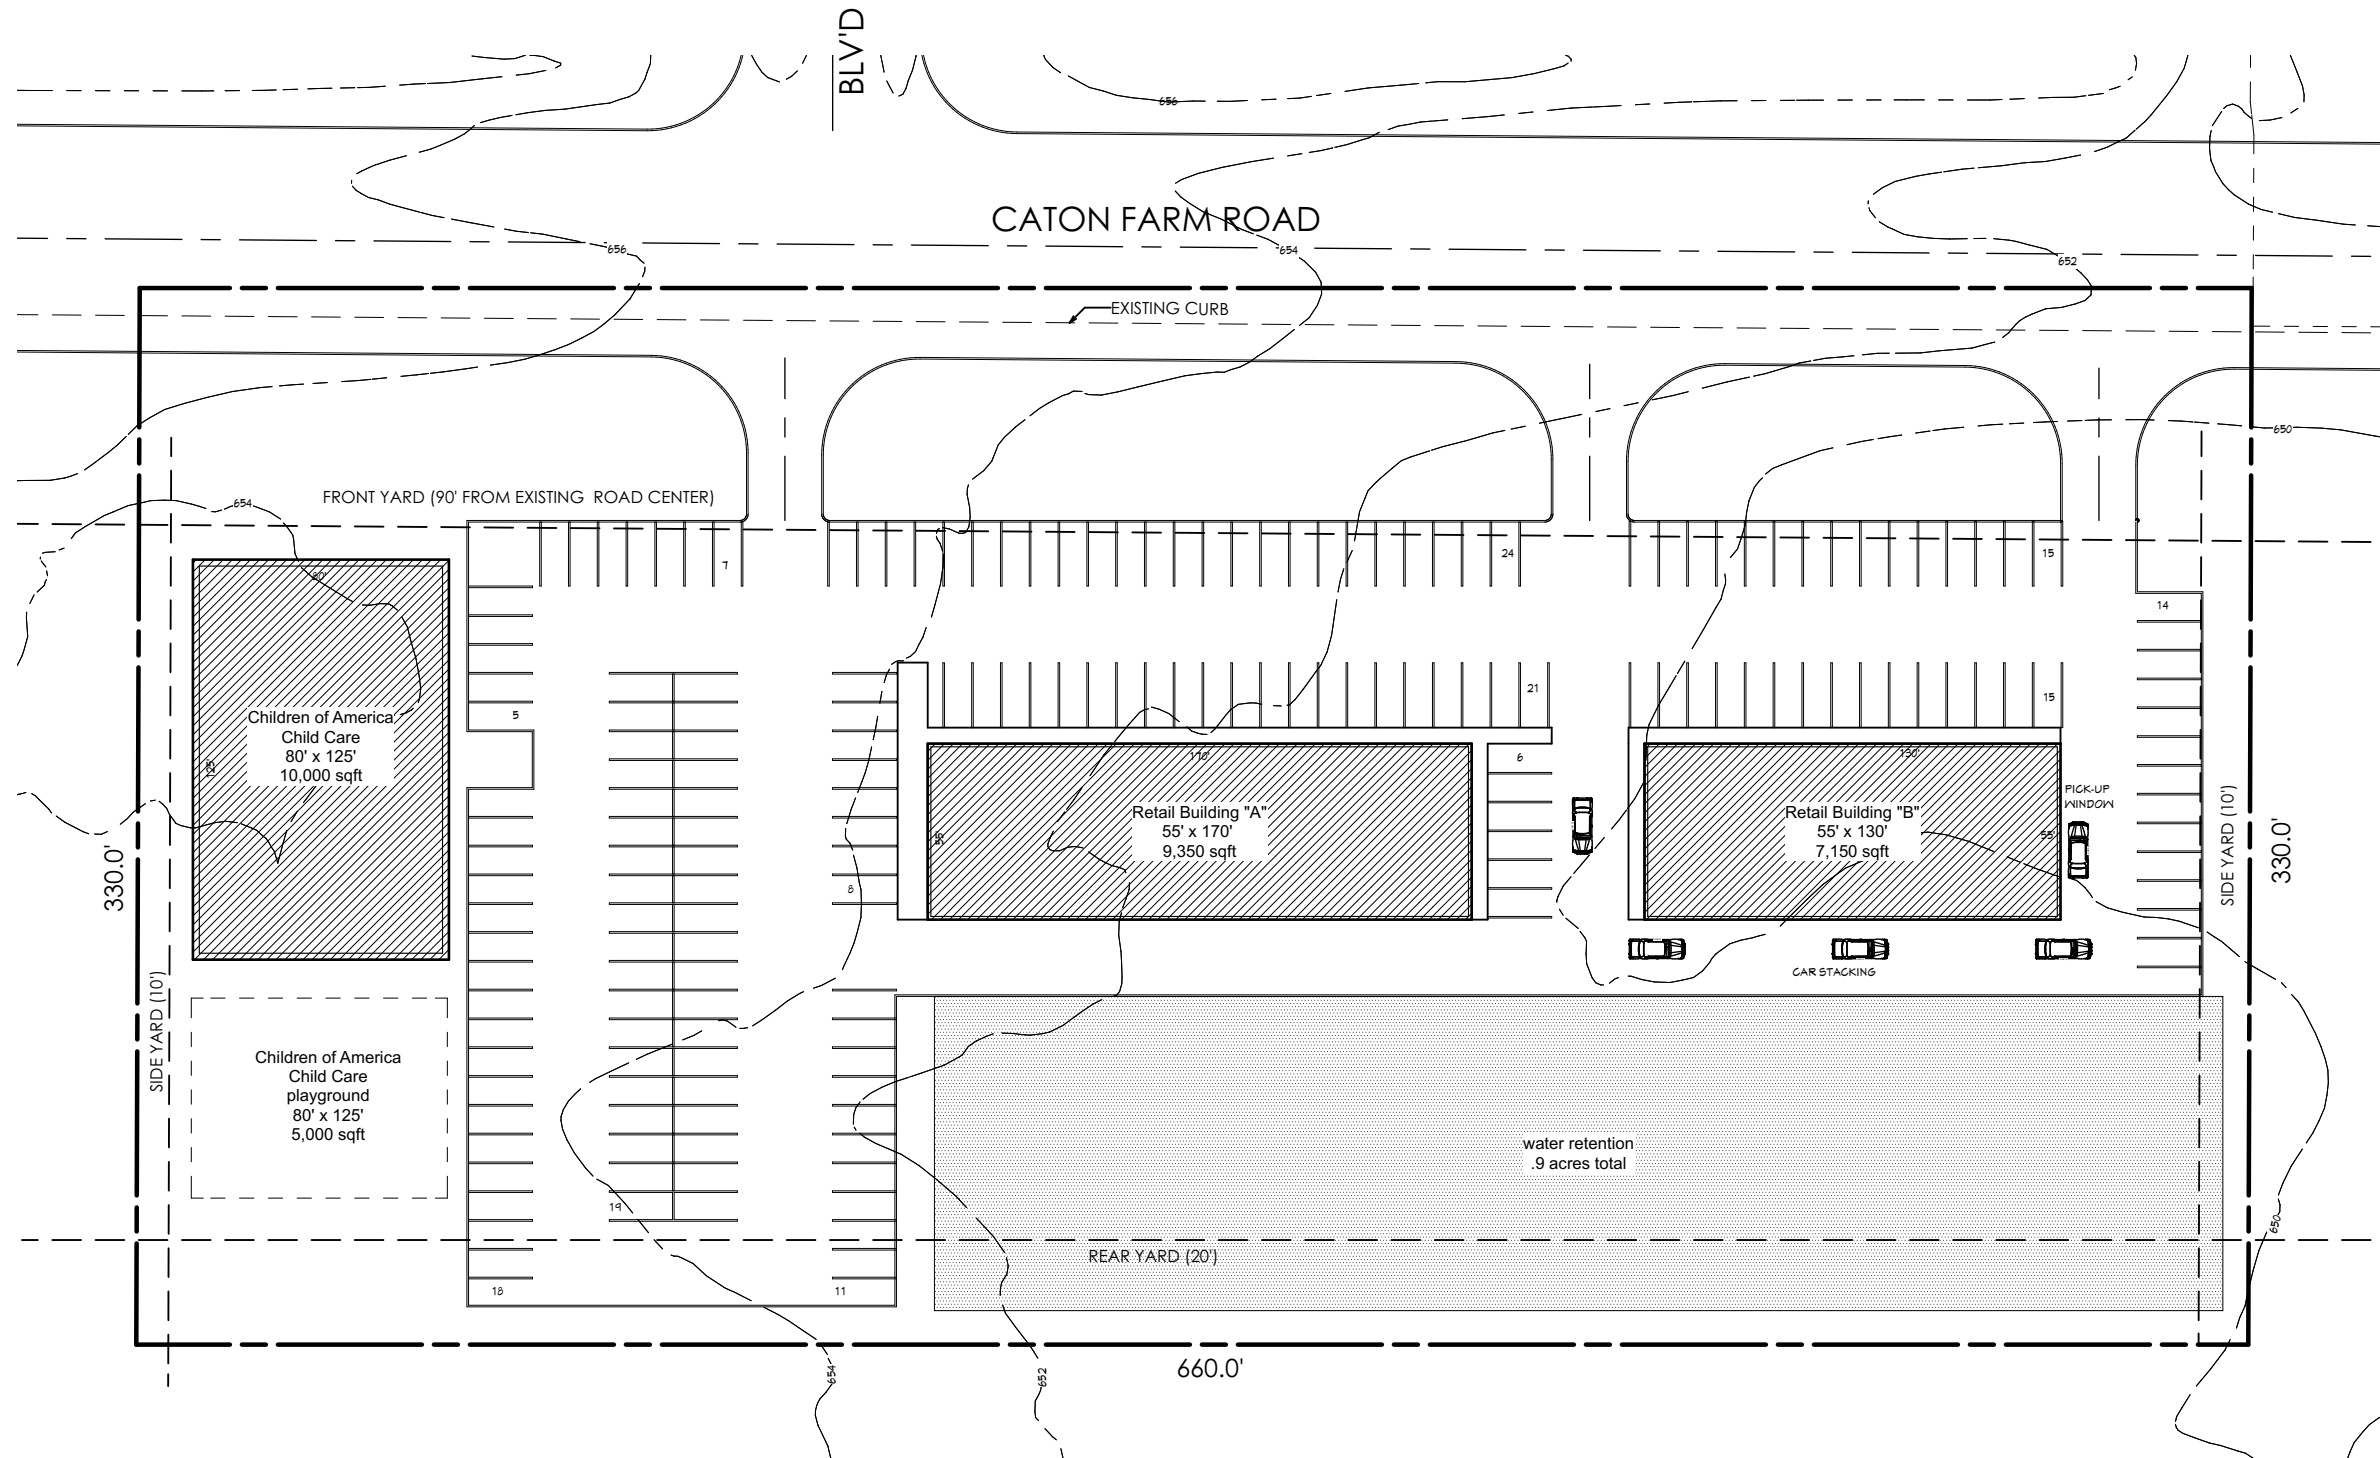 BLV'D
656
CATON FARM ROAD
656
654
652
EXISTING CURB
650
FRONT YARD (90' FROM EXISTING ROAD CENTER)
654
7
24
15
80'
14
21
15
5
Children of America
Child Care
80' x 125'
10,000 sqft
125'
6
170'
130'
PICK-UP
WINDOW
Retail Building "A"
55' x 170'
9,350 sqft
55'
Retail Building "B"
55' x 130'
7,150 sqft
55'
SIDE YARD (10')
330.0'
330.0'
8
CAR STACKING
SIDE YARD (10')
Children of America
Child Care
playground
80' x 125'
5,000 sqft
water retention
.9 acres total
19
650
REAR YARD (20')
18
11
654
652
660.0'